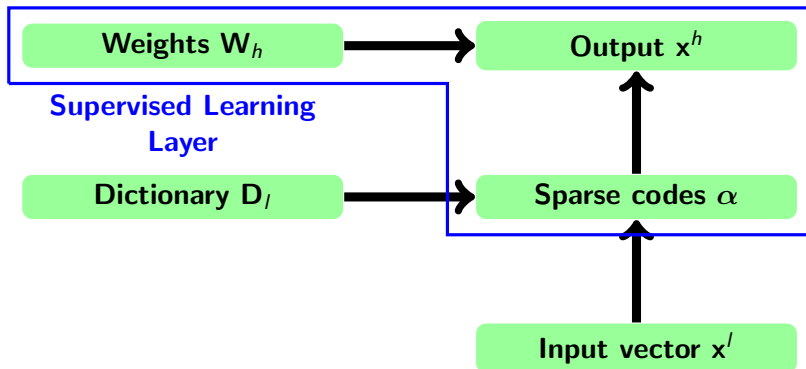 Weights W_h
Output x^h
Supervised Learning
Layer
Dictionary D_l
Sparse codes α
Input vector x^l